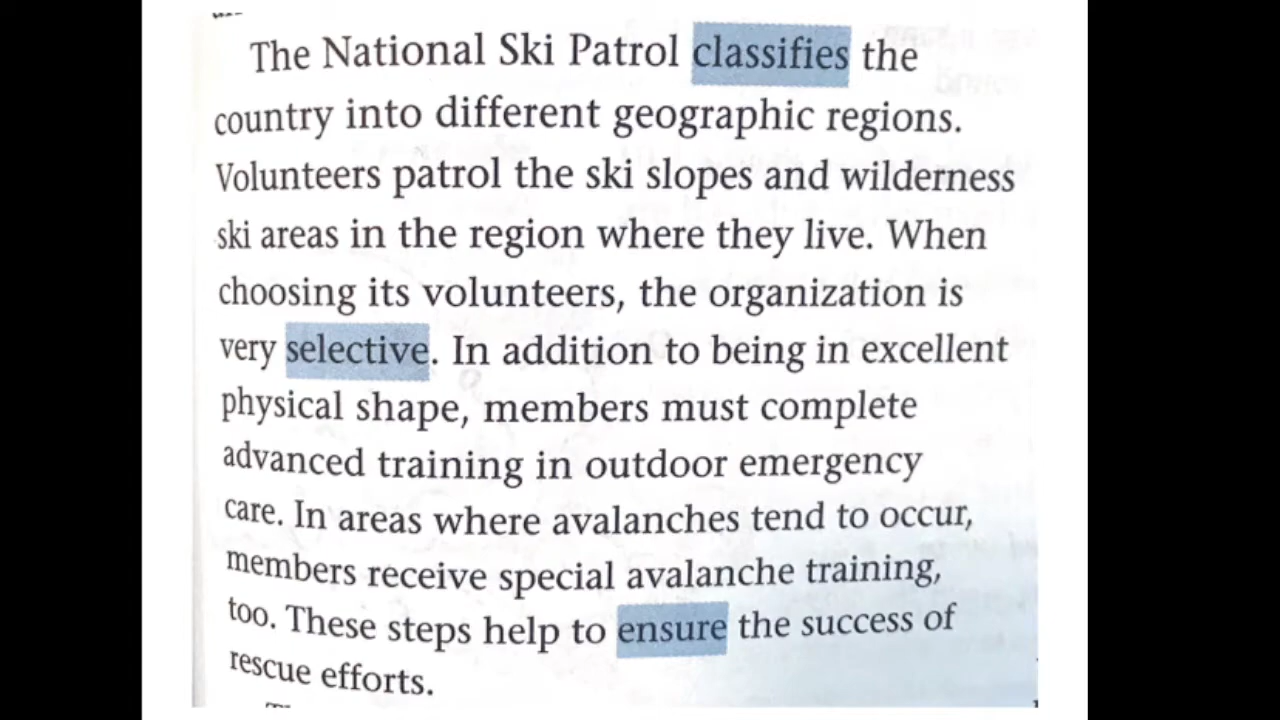 The National Ski Patrol classifies the
country into different geographic regions.
Volunteers patrol the ski slopes and wilderness
ski areas in the region where they live. When
choosing its volunteers, the organization is
very selective. In addition to being in excellent
physical shape, members must complete
advanced training in outdoor emergency
care. In areas where avalanches tend to occur,
members receive special avalanche training,
too. These steps help to ensure the success of
rescue efforts.